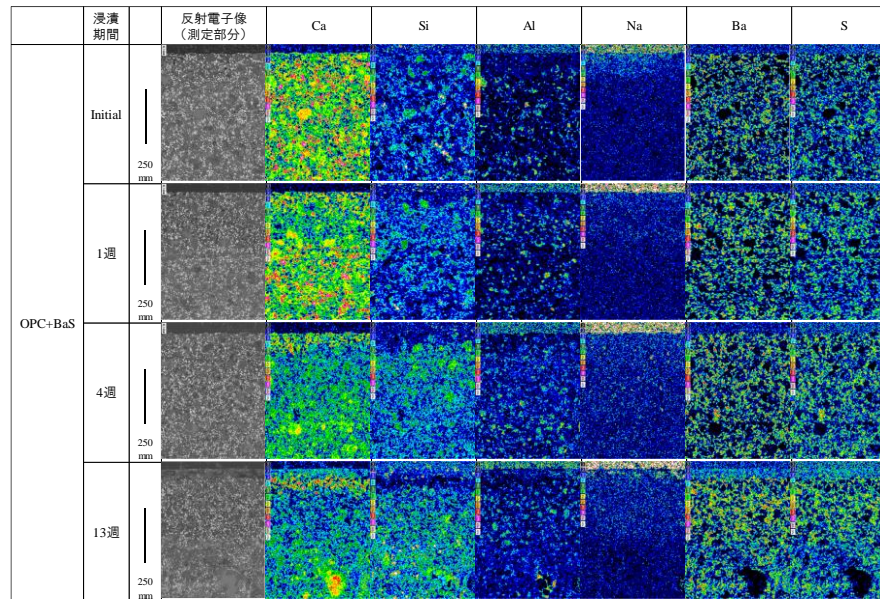 浸漬
期間
反射電子像
(測定部分)
Ca
Si
Al
Na
Ba
S
OPC+BaS
Initial
250
mm
1週
250
mm
4週
250
mm
13週
250
mm